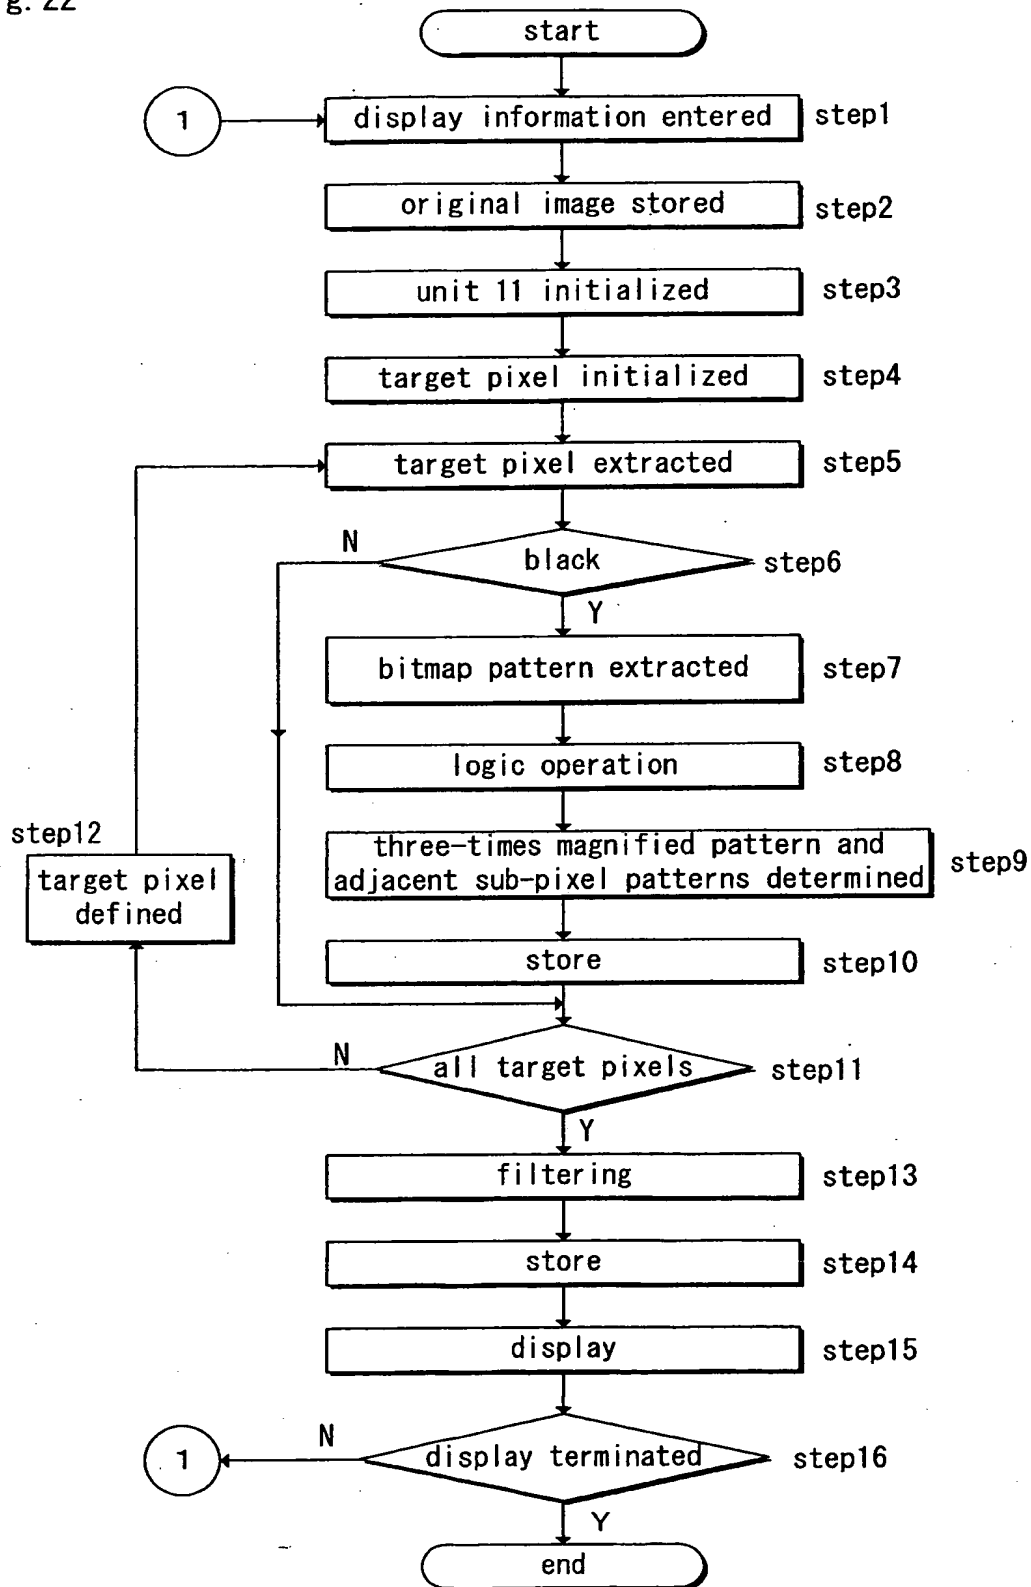 g. 22
start
1
display information entered
step1
original image stored
step2
unit 11 initialized
step3
target pixel initialized
step4
target pixel extracted
step5
N
black
step6
Y
bitmap pattern extracted
step7
logic operation
step8
step12
target pixel
defined
three-times magnified pattern and
adjacent sub-pixel patterns determined
step9
store
step10
N
all target pixels
step11
Y
filtering
step13
store
step14
display
step15
1
N
display terminated
step16
Y
end